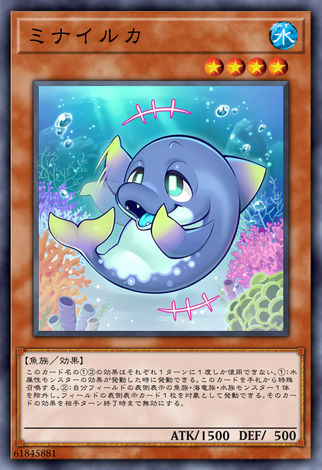 ミナイルカ
水
【魚族／効果】
このカード名の①②の効果はそれぞれ１ターンに１度しか使用できない。①：水
属性モンスターの効果が発動した時に発動できる。このカードを手札から特殊
召喚する。②：自分フィールドの表側表示の魚族・海竜族・水族モンスター１体
を除外し、フィールドの表側表示カード１枚を対象として発動できる。そのカー
ドの効果を相手ターン終了時まで無効にする。
ATK/1500 DEF/ 500
61845881